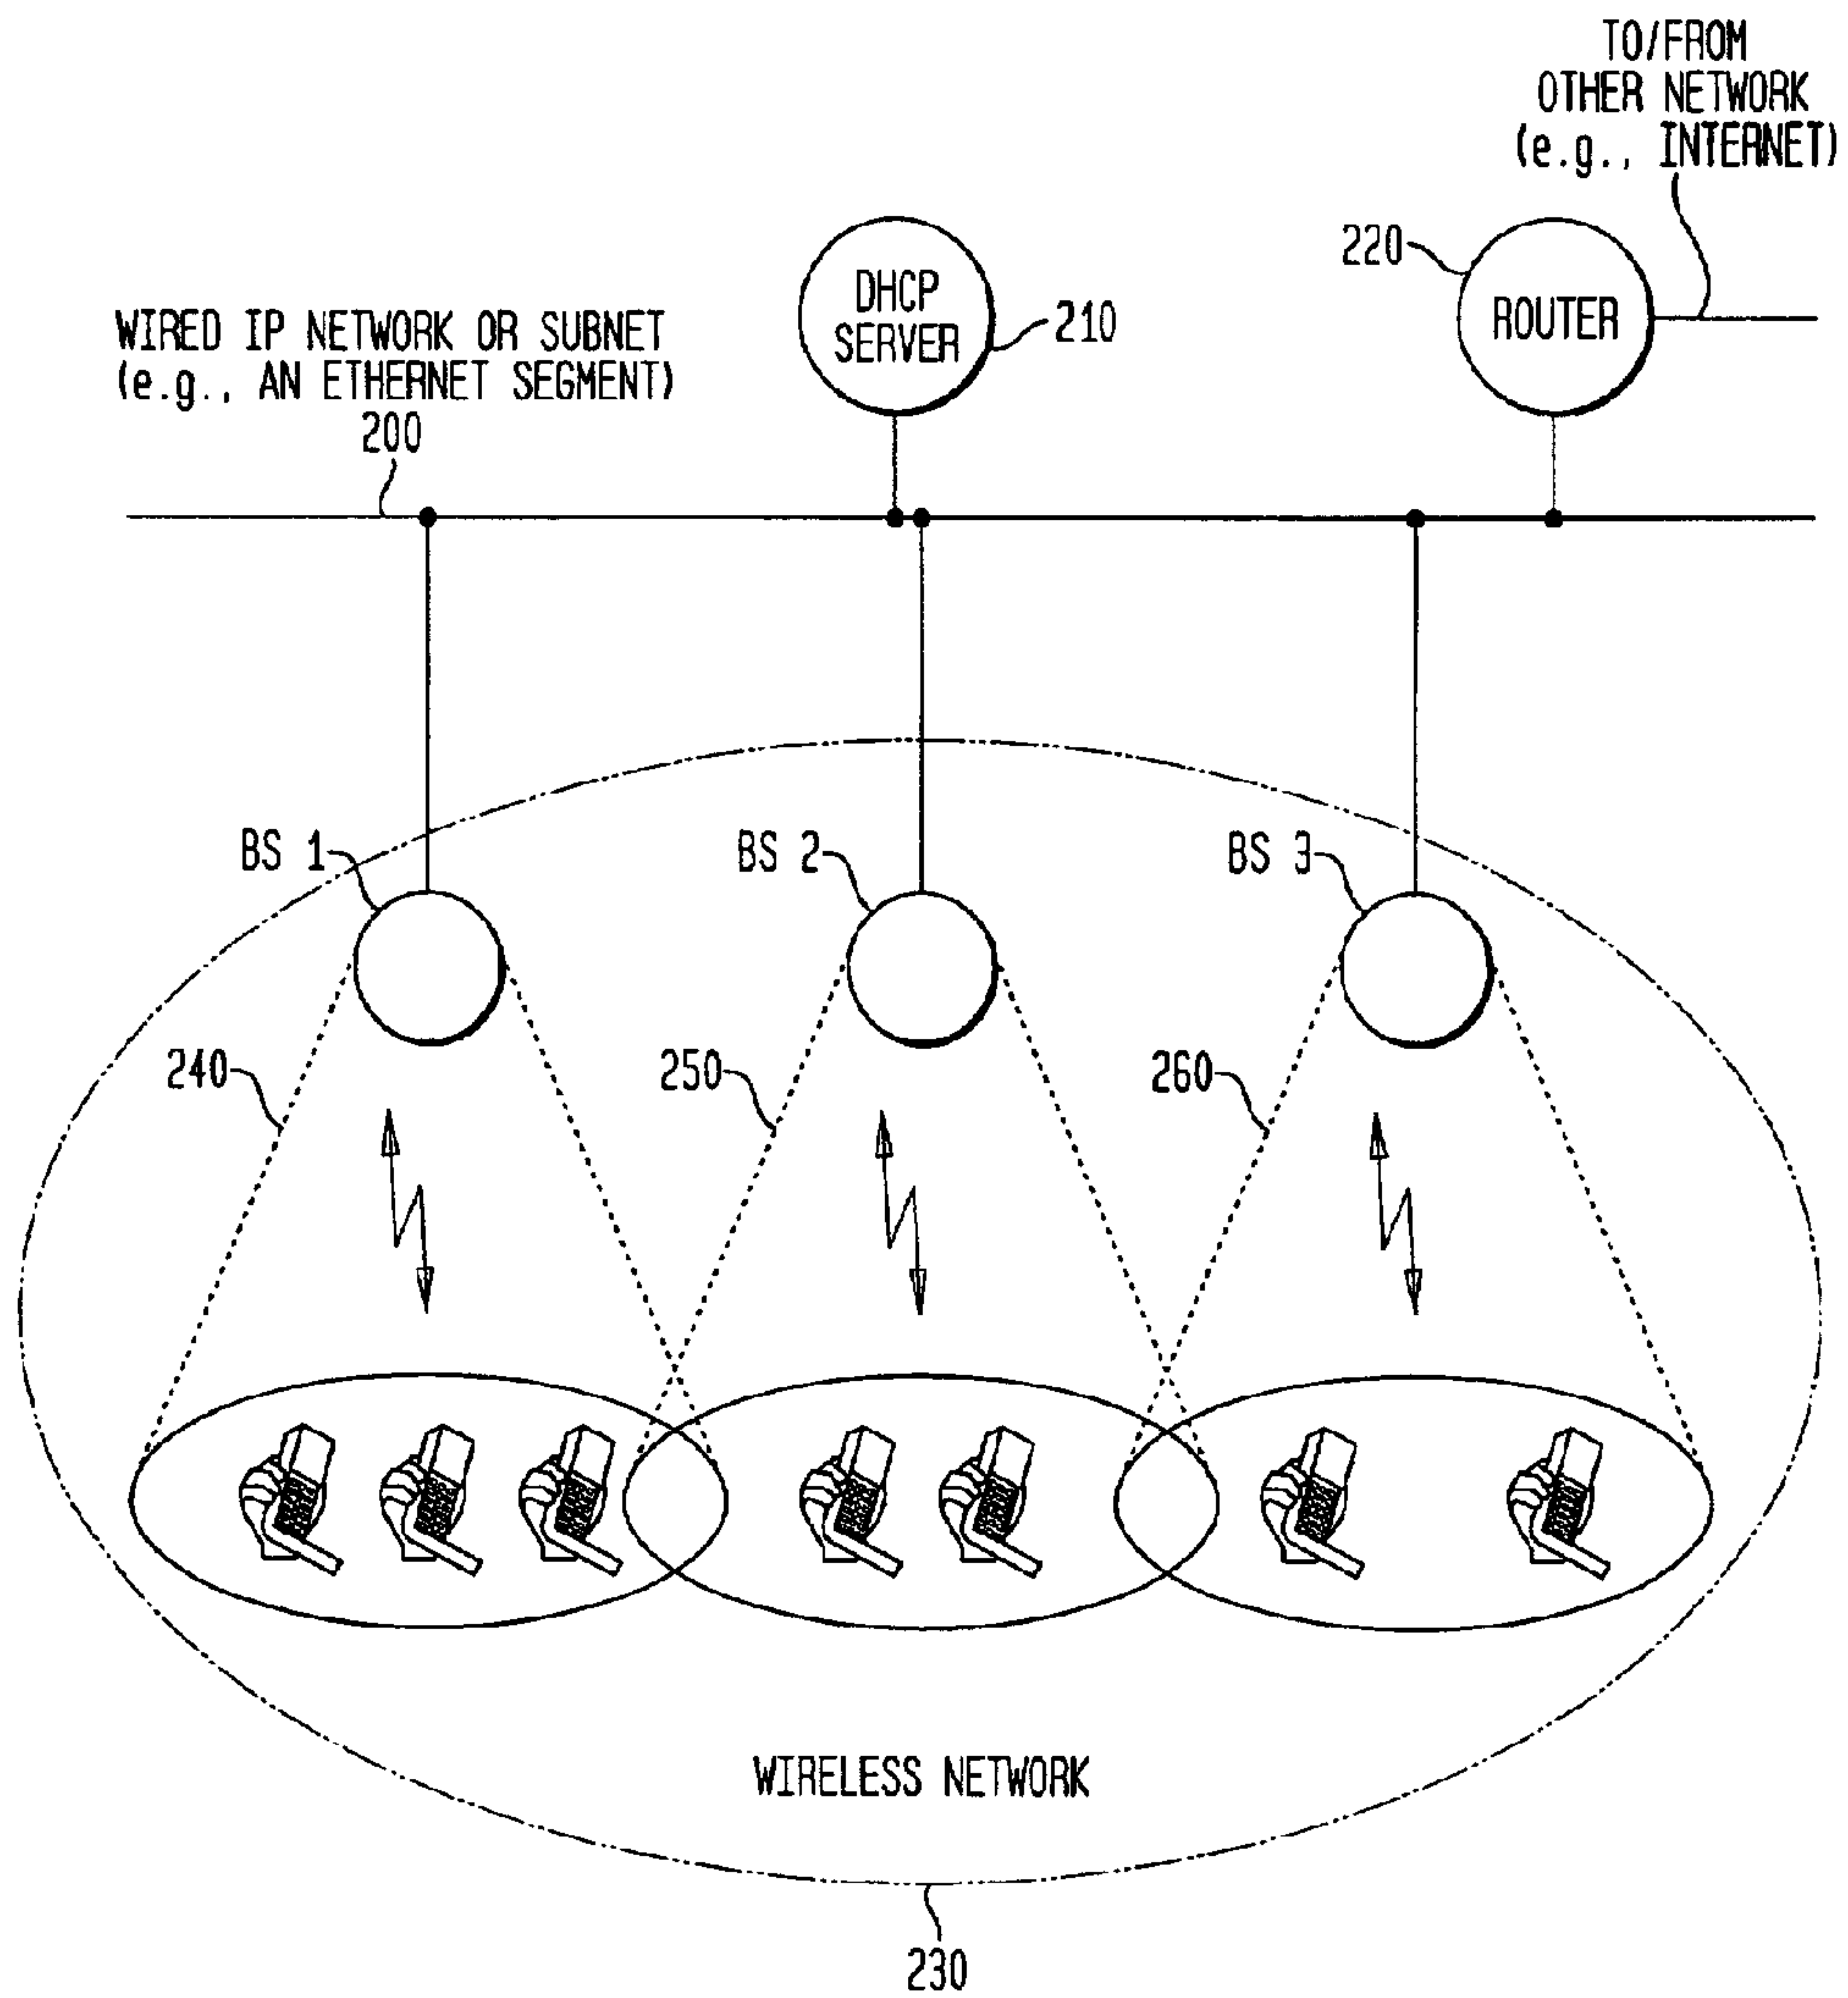 TO/FROM
OTHER NETWORK
(e.g., INTERNET)
220
DHCP
SERVER
210
ROUTER
WIRED IP NETWORK OR SUBNET
(e.g., AN ETHERNET SEGMENT)
200
BS 1
BS 2
BS 3
240
250
260
WIRELESS NETWORK
230